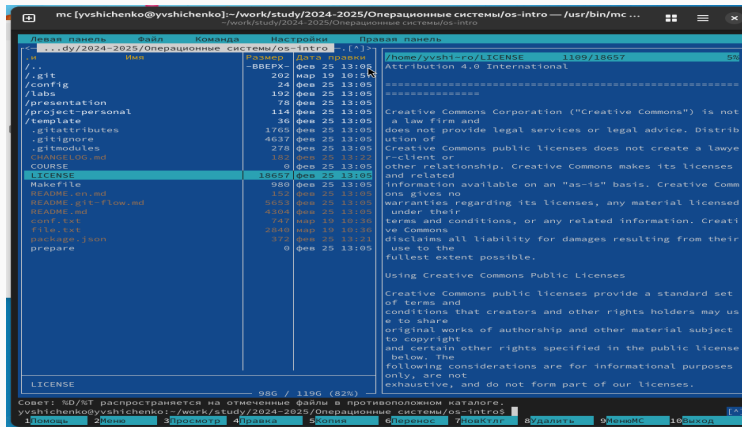 mc [yvshichenko@yvshichenko]:~/work/study/2024-2025/Операционные системы/os-intro — /usr/bin/mc ...
~/work/study/2024-2025/Операционные системы/os-intro
Левая панель Файл Команда Настройки Правая панель
<— ...dy/2024-2025/Операционные системы/os-intro —.[^]>
.и Имя Размер Дата правки
/.. -ВВЕРХ- фев 25 13:05
/.git 202 мар 19 10:5
/config 24 фев 25 13:05
/labs 192 фев 25 13:05
/presentation 78 фев 25 13:05
/project-personal 114 фев 25 13:05
/template 36 фев 25 13:05
.gitattributes 1765 фев 25 13:05
.gitignore 4637 фев 25 13:05
.gitmodules 278 фев 25 13:05
CHANGELOG.md 182 фев 25 13:22
COURSE 0 фев 25 13:05
LICENSE 18657 фев 25 13:05
Makefile 980 фев 25 13:05
README.en.md 152 фев 25 13:05
README.git-flow.md 5653 фев 25 13:05
README.md 4304 фев 25 13:05
conf.txt 747 мар 19 10:36
file.txt 2840 мар 19 10:36
package.json 372 фев 25 13:21
prepare 0 фев 25 13:05
LICENSE
98G / 119G (82%)
/home/yvshi~ro/LICENSE 1109/18657 5%
Attribution 4.0 International
=======================================================
===============
Creative Commons Corporation ("Creative Commons") is not
a law firm and
does not provide legal services or legal advice. Distrib
ution of
Creative Commons public licenses does not create a lawye
r-client or
other relationship. Creative Commons makes its licenses
and related
information available on an "as-is" basis. Creative Comm
ons gives no
warranties regarding its licenses, any material licensed
under their
terms and conditions, or any related information. Creati
ve Commons
disclaims all liability for damages resulting from their
use to the
fullest extent possible.
Using Creative Commons Public Licenses
Creative Commons public licenses provide a standard set
of terms and
conditions that creators and other rights holders may us
e to share
original works of authorship and other material subject
to copyright
and certain other rights specified in the public license
below. The
following considerations are for informational purposes
only, are not
exhaustive, and do not form part of our licenses.
Совет: %D/%T распространяется на отмеченные файлы в противоположном каталоге.
yvshichenko@yvshichenko:~/work/study/2024-2025/Операционные системы/os-intro$ [^]
1Помощь 2Меню 3Просмотр 4Правка 5Копия 6Перенос 7НовКтлг 8Удалить 9МенюMC 10Выход